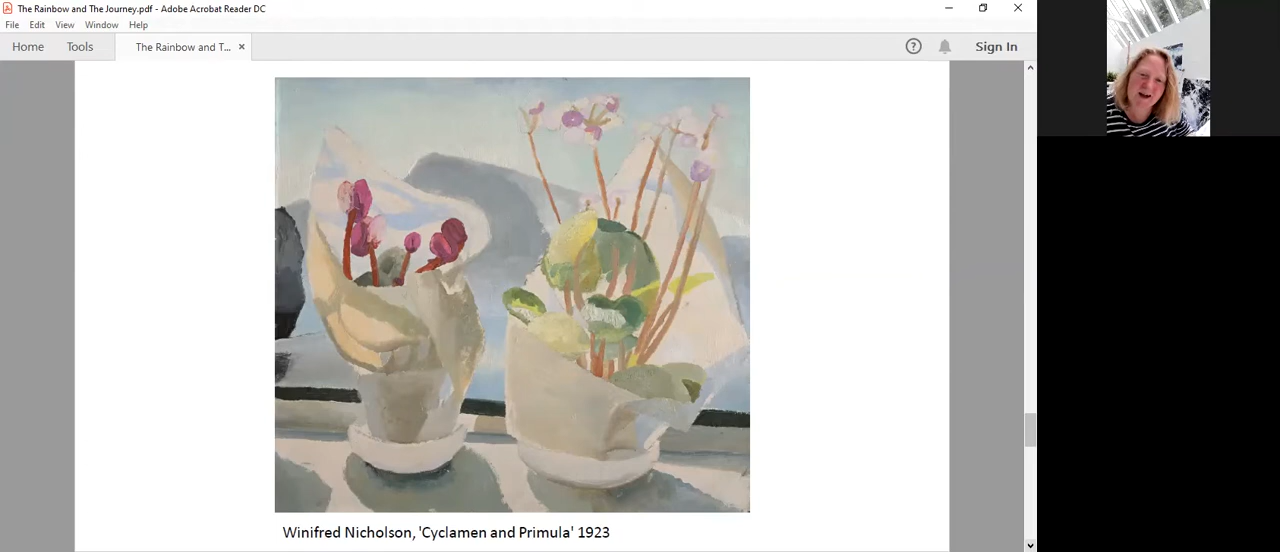 The Rainbow and The Journey.pdf - Adobe Acrobat Reader DC
File Edit View Window Help
Home Tools The Rainbow and T... × Sign In
Winifred Nicholson, 'Cyclamen and Primula' 1923